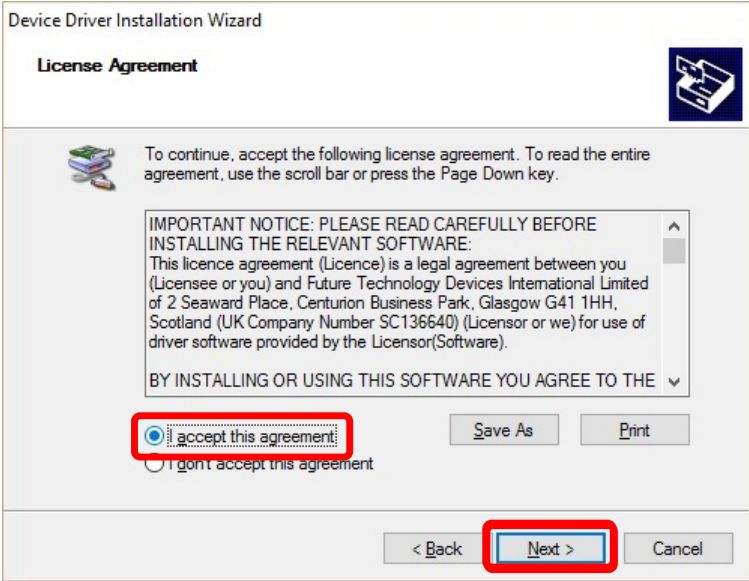 Device Driver Installation Wizard
License Agreement
To continue, accept the following license agreement. To read the entire
agreement, use the scroll bar or press the Page Down key.
IMPORTANT NOTICE: PLEASE READ CAREFULLY BEFORE
INSTALLING THE RELEVANT SOFTWARE:
This licence agreement (Licence) is a legal agreement between you
(Licensee or you) and Future Technology Devices International Limited
of 2 Seaward Place, Centurion Business Park, Glasgow G41 1HH,
Scotland (UK Company Number SC136640) (Licensor or we) for use of
driver software provided by the Licensor(Software).
BY INSTALLING OR USING THIS SOFTWARE YOU AGREE TO THE
I accept this agreement
Save As
Print
I don't accept this agreement
< Back
Next >
Cancel